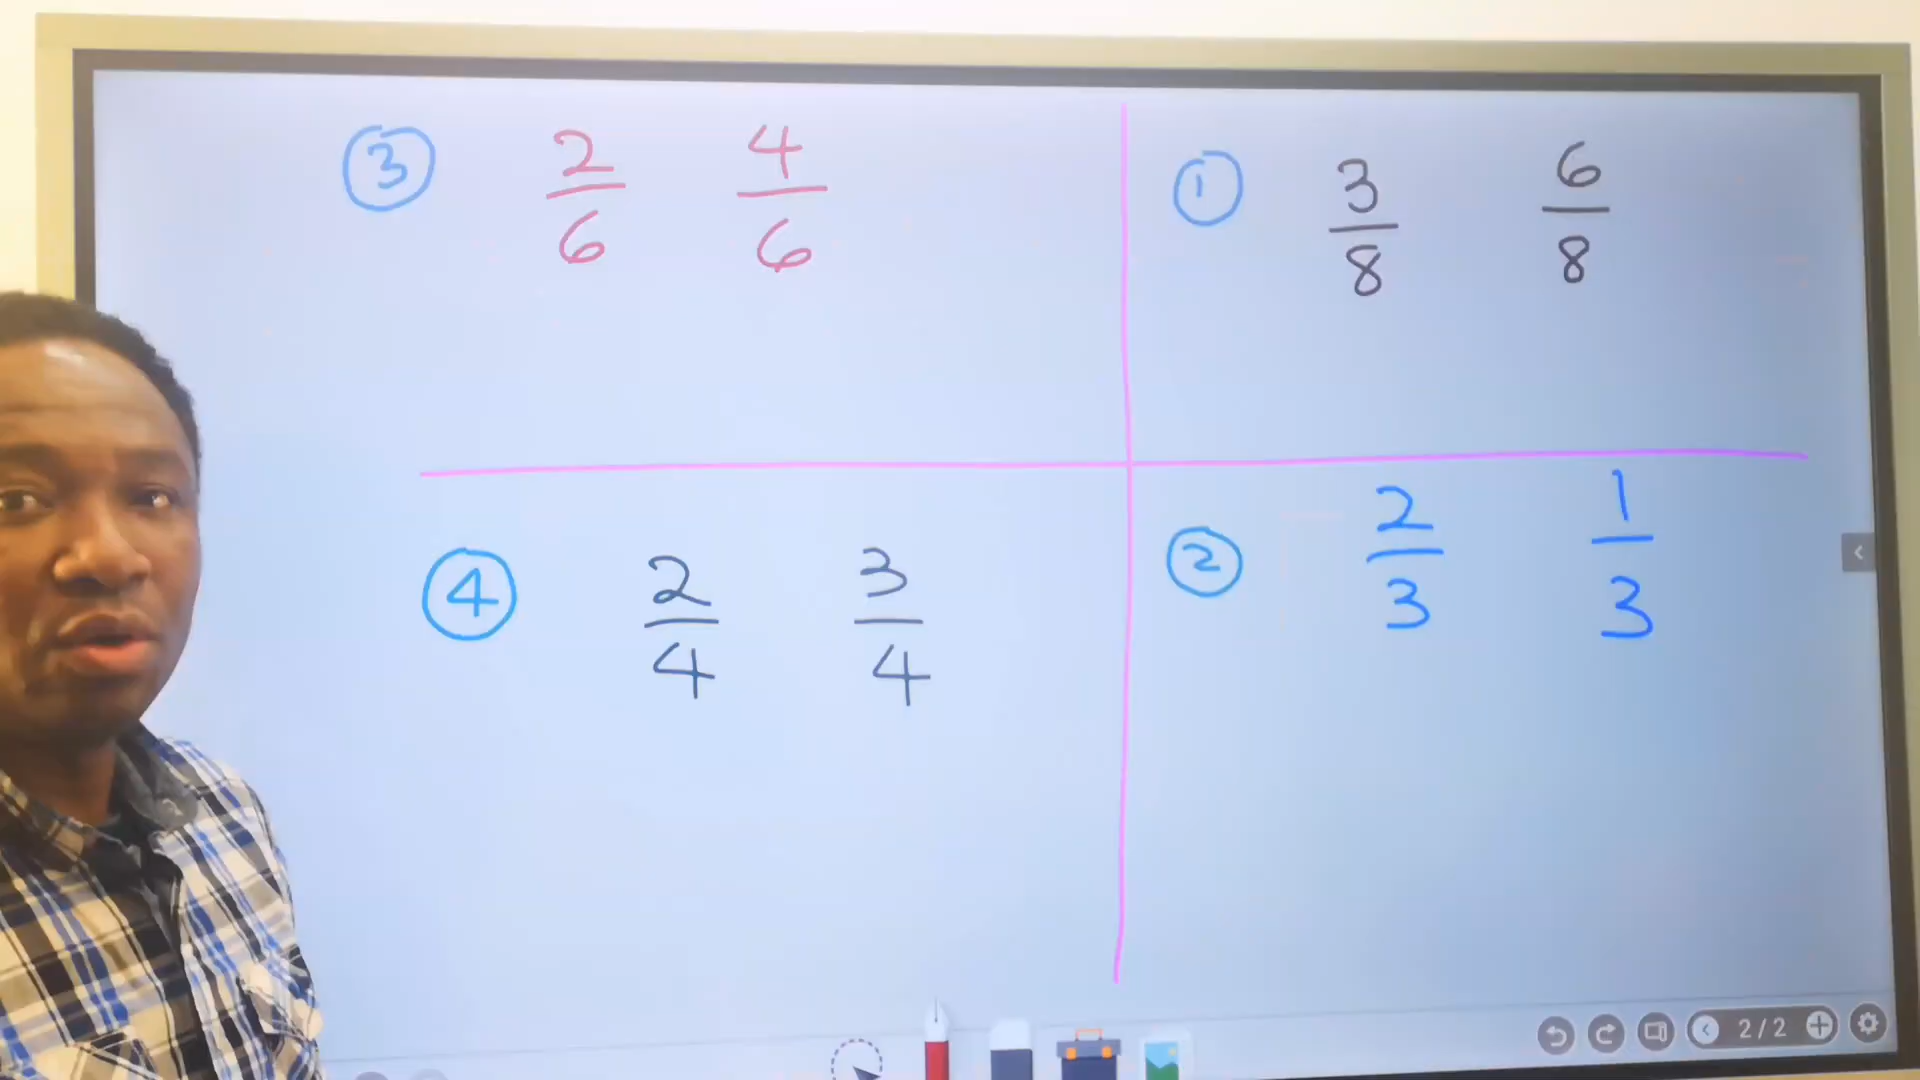 ③ 2/6 4/6
① 3/8 6/8
④ 2/4 3/4
② 2/3 1/3
2/2